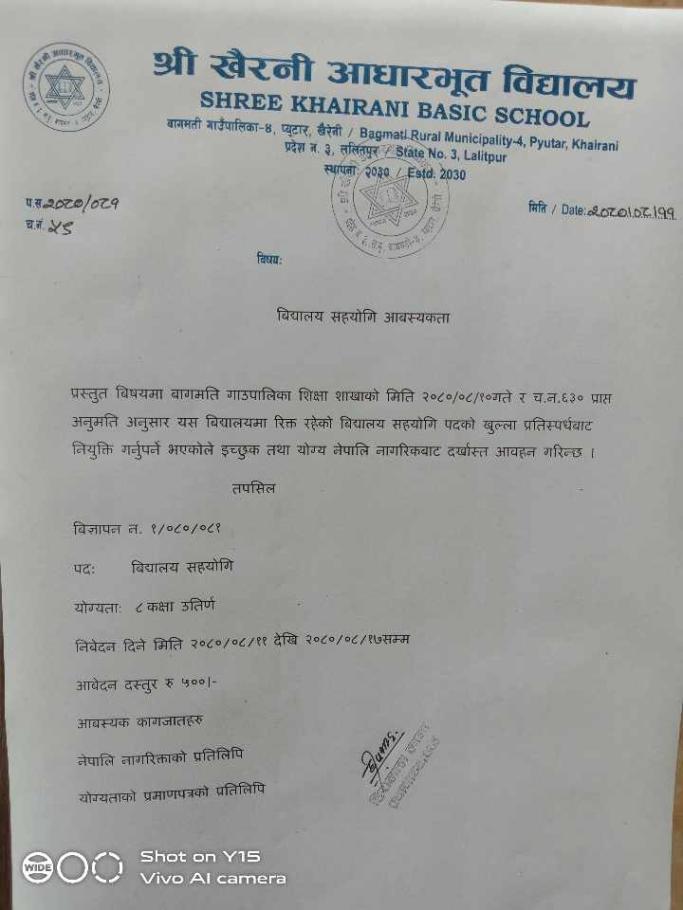 श्री खैरनी आधारभूत विद्यालय
SHREE KHAIRANI BASIC SCHOOL
बागमती गाउँपालिका-४, प्युटार, खैरेनी / Bagmati Rural Municipality-4, Pyutar, Khairani
प्रदेश न. ३, ललितपुर / State No. 3, Lalitpur
स्थापना: २०३० / Estd. 2030
प.स. २०८०/०८१
मिति / Date: २०८०।०८।११
च.नं. ४८
विषय:
बिद्यालय सहयोगि आबस्यकता
प्रस्तुत बिषयमा बागमति गाउपालिका शिक्षा शाखाको मिति २०८०/०८/१०गते र च.न.६३० प्राप्त
अनुमति अनुसार यस बिद्यालयमा रिक्त रहेको बिद्यालय सहयोगि पदको खुल्ला प्रतिस्पर्धबाट
नियुक्ति गर्नुपर्ने भएकोले इच्छुक तथा योग्य नेपालि नागरिकबाट दर्खास्त आवहन गरिन्छ ।
तपसिल
बिज्ञापन न. १/०८०/०८१
पद: बिद्यालय सहयोगि
योग्यता: ८ कक्षा उतिर्ण
निवेदन दिने मिति २०८०/०८/११ देखि २०८०/०८/१७सम्म
आबेदन दस्तुर रु ५००।-
आबस्यक कागजातहरु
नेपालि नागरिक्ताको प्रतिलिपि
योग्यताको प्रमाणपत्रको प्रतिलिपि
WIDE
Shot on Y15
Vivo AI camera